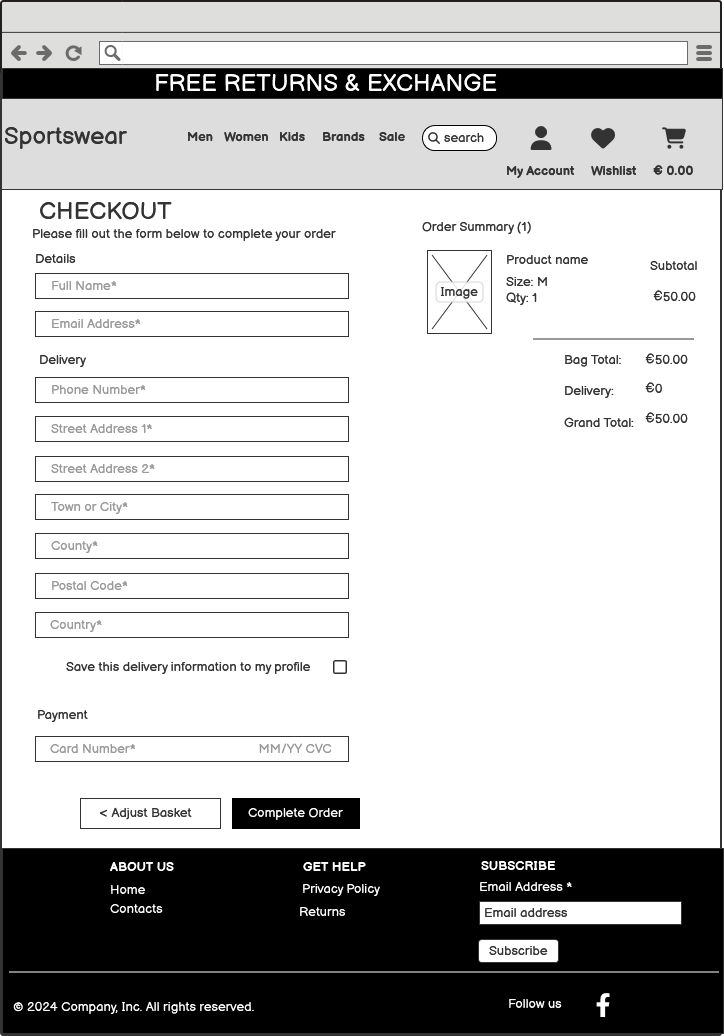 FREE RETURNS & EXCHANGE
Sportswear
Men Women Kids Brands Sale search
My Account Wishlist € 0.00
CHECKOUT
Please fill out the form below to complete your order
Details
Full Name*
Email Address*
Delivery
Phone Number*
Street Address 1*
Street Address 2*
Town or City*
County*
Postal Code*
Country*
Save this delivery information to my profile
Payment
Card Number* MM/YY CVC
< Adjust Basket Complete Order
Order Summary (1)
Image
Product name
Size: M
Qty: 1
Subtotal
€50.00
Bag Total: €50.00
Delivery: €0
Grand Total: €50.00
ABOUT US
Home
Contacts
GET HELP
Privacy Policy
Returns
SUBSCRIBE
Email Address *
Email address
Subscribe
© 2024 Company, Inc. All rights reserved.
Follow us